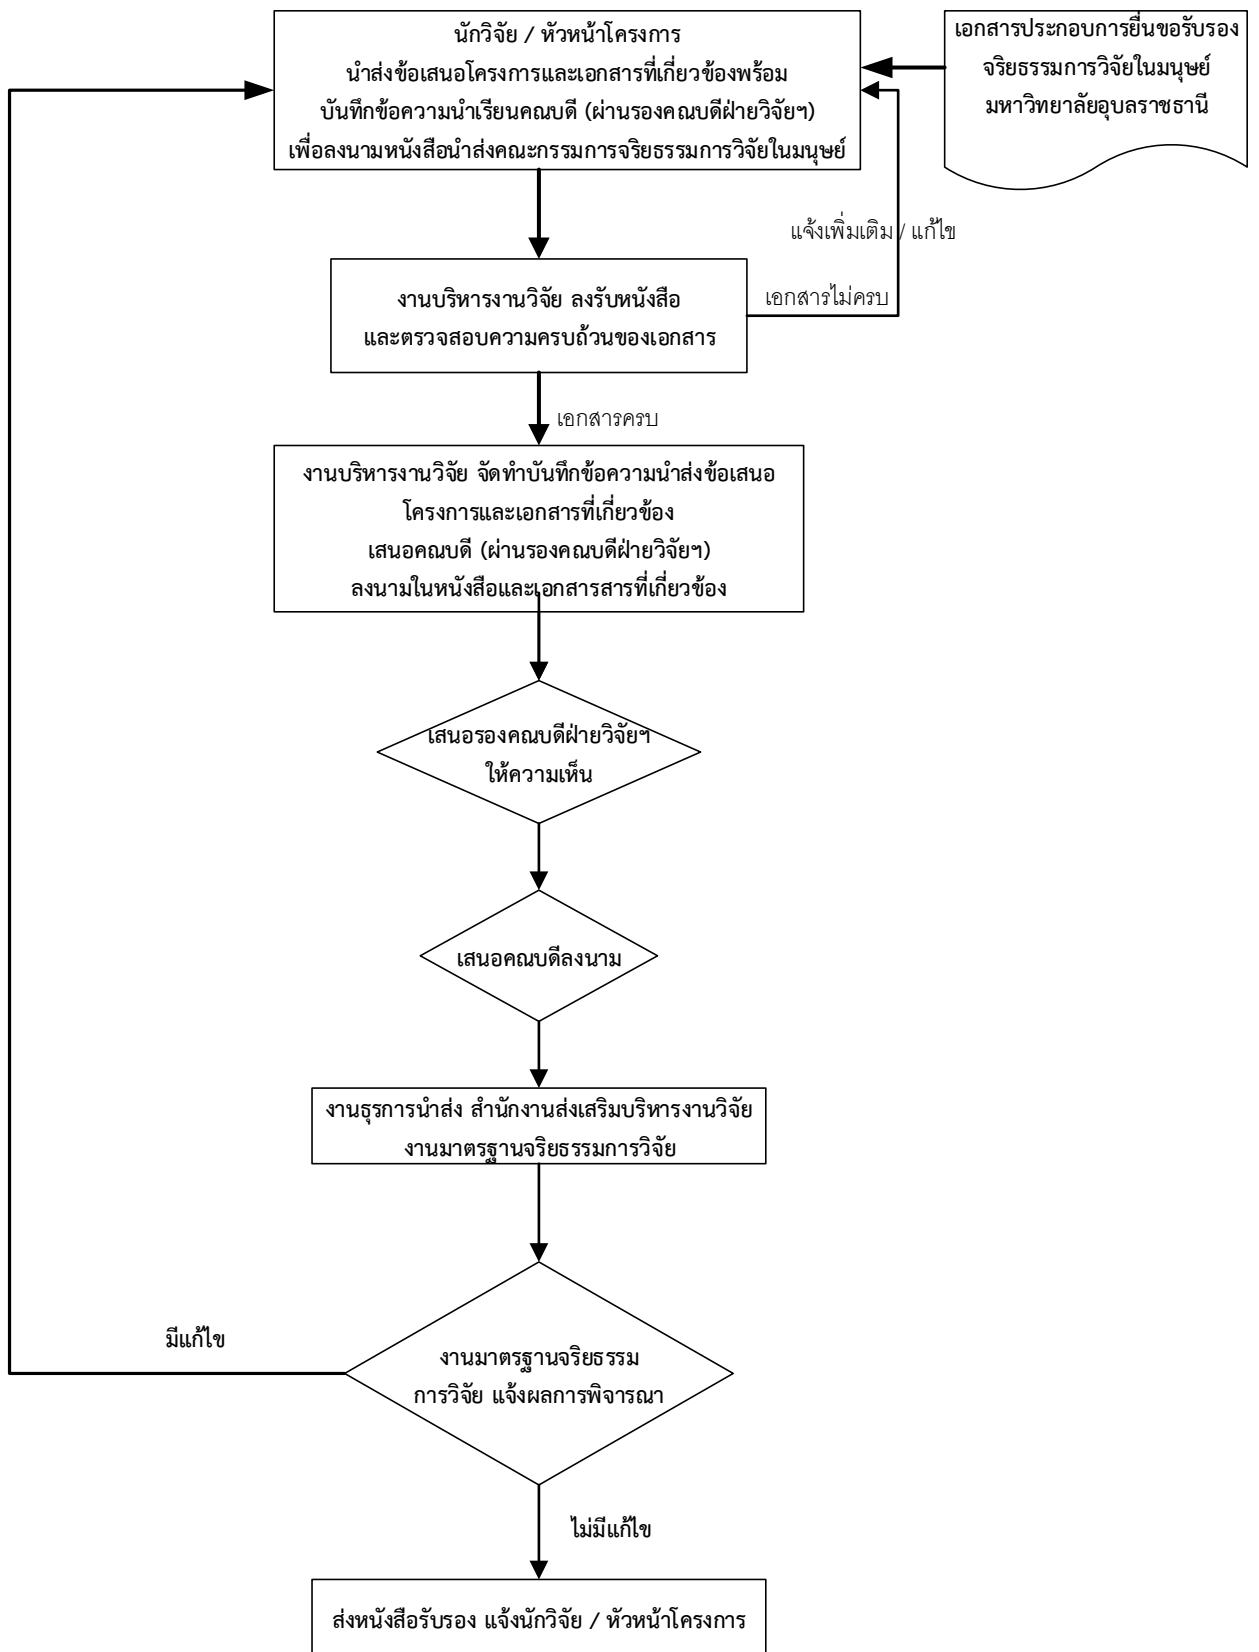 นักวิจัย / หัวหน้าโครงการ
นำส่งข้อเสนอโครงการและเอกสารที่เกี่ยวข้องพร้อม
บันทึกข้อความนำเรียนคณบดี (ผ่านรองคณบดีฝ่ายวิจัยฯ)
เพื่อลงนามหนังสือนำส่งคณะกรรมการจริยธรรมการวิจัยในมนุษย์
เอกสารประกอบการยื่นขอรับรอง
จริยธรรมการวิจัยในมนุษย์
มหาวิทยาลัยอุบลราชธานี
แจ้งเพิ่มเติม / แก้ไข
งานบริหารงานวิจัย ลงรับหนังสือ
และตรวจสอบความครบถ้วนของเอกสาร
เอกสารไม่ครบ
เอกสารครบ
งานบริหารงานวิจัย จัดทำบันทึกข้อความนำส่งข้อเสนอ
โครงการและเอกสารที่เกี่ยวข้อง
เสนอคณบดี (ผ่านรองคณบดีฝ่ายวิจัยฯ)
ลงนามในหนังสือและเอกสารสารที่เกี่ยวข้อง
เสนอรองคณบดีฝ่ายวิจัยฯ
ให้ความเห็น
เสนอคณบดีลงนาม
งานธุรการนำส่ง สำนักงานส่งเสริมบริหารงานวิจัย
งานมาตรฐานจริยธรรมการวิจัย
มีแก้ไข
งานมาตรฐานจริยธรรม
การวิจัย แจ้งผลการพิจารณา
ไม่มีแก้ไข
ส่งหนังสือรับรอง แจ้งนักวิจัย / หัวหน้าโครงการ